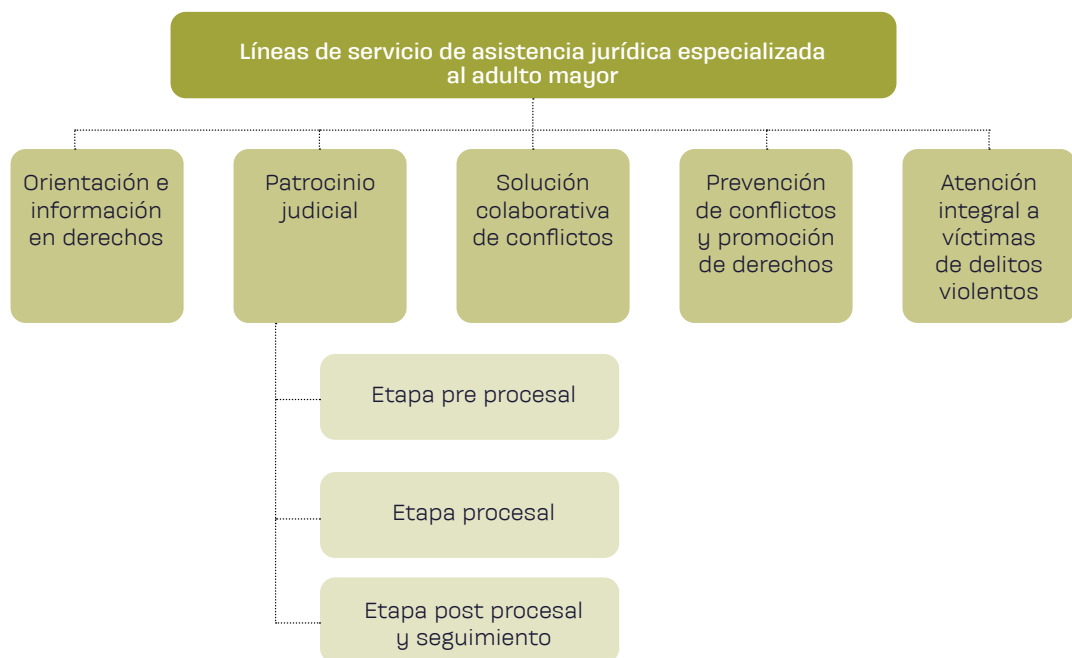 Líneas de servicio de asistencia jurídica especializada
al adulto mayor
Orientación e
información
en derechos
Patrocinio
judicial
Solución
colaborativa
de conflictos
Prevención
de conflictos
y promoción
de derechos
Atención
integral a
víctimas
de delitos
violentos
Etapa pre procesal
Etapa procesal
Etapa post procesal
y seguimiento